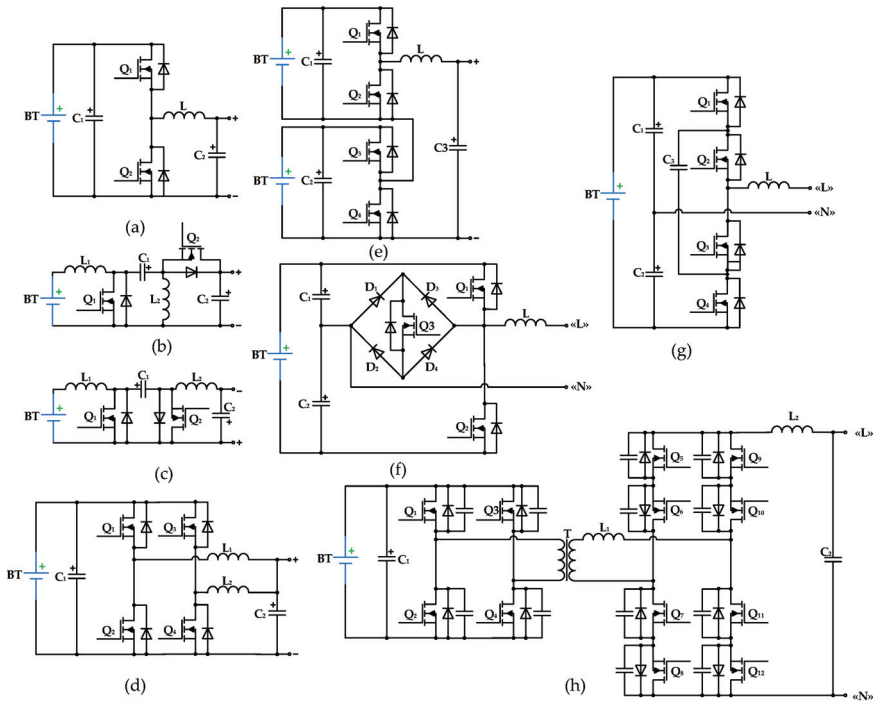 BT
+
C₁
+
Q₁
Q₂
L
C₂
+
+
−
(a)
BT
+
BT
+
C₁
+
C₂
+
Q₁
Q₂
Q₃
Q₄
L
C3
+
+
−
(e)
BT
+
C₁
+
C₂
+
C₃
+
Q₁
Q₂
Q₃
Q₄
L
«L»
«N»
(g)
BT
+
L₁
C₁
+
Q₁
L₂
Q₂
C₂
+
+
−
(b)
BT
+
L₁
C₁
+
Q₁
Q₂
L₂
C₂
+
−
+
(c)
BT
+
C₁
+
C₂
+
D₁
D₃
D₂
D₄
Q3
Q₁
Q₂
L
«L»
«N»
(f)
BT
+
C₁
+
Q₁
Q₃
Q₂
Q₄
L₁
L₂
C₂
+
+
−
(d)
BT
+
C₁
+
Q₁
Q3
Q₂
Q₄
T
L₁
Q₅
Q₉
Q₆
Q₁₀
Q₇
Q₁₁
Q₈
Q₁₂
L₂
C₂
«L»
«N»
(h)